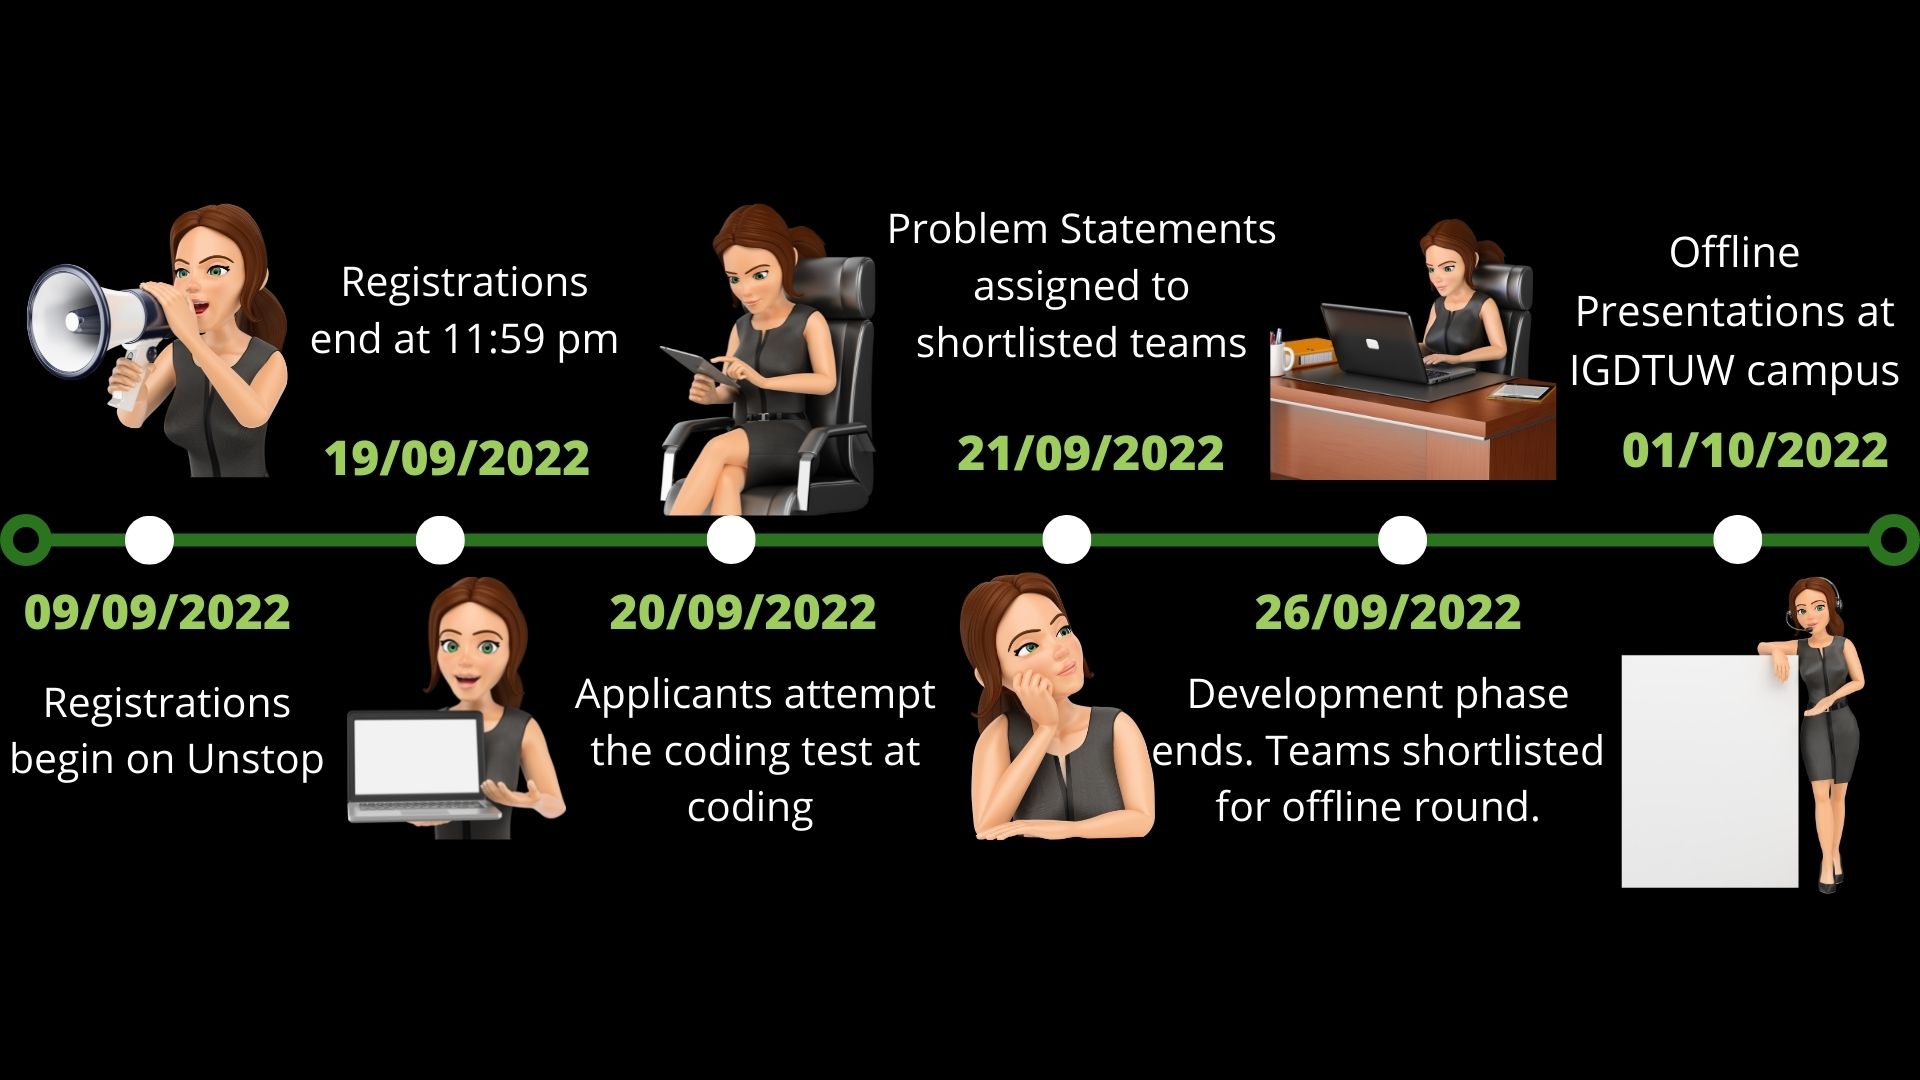 09/09/2022
Registrations
begin on Unstop
Registrations
end at 11:59 pm
19/09/2022
20/09/2022
Applicants attempt
the coding test at
coding
Problem Statements
assigned to
shortlisted teams
21/09/2022
26/09/2022
Development phase
ends. Teams shortlisted
for offline round.
Offline
Presentations at
IGDTUW campus
01/10/2022